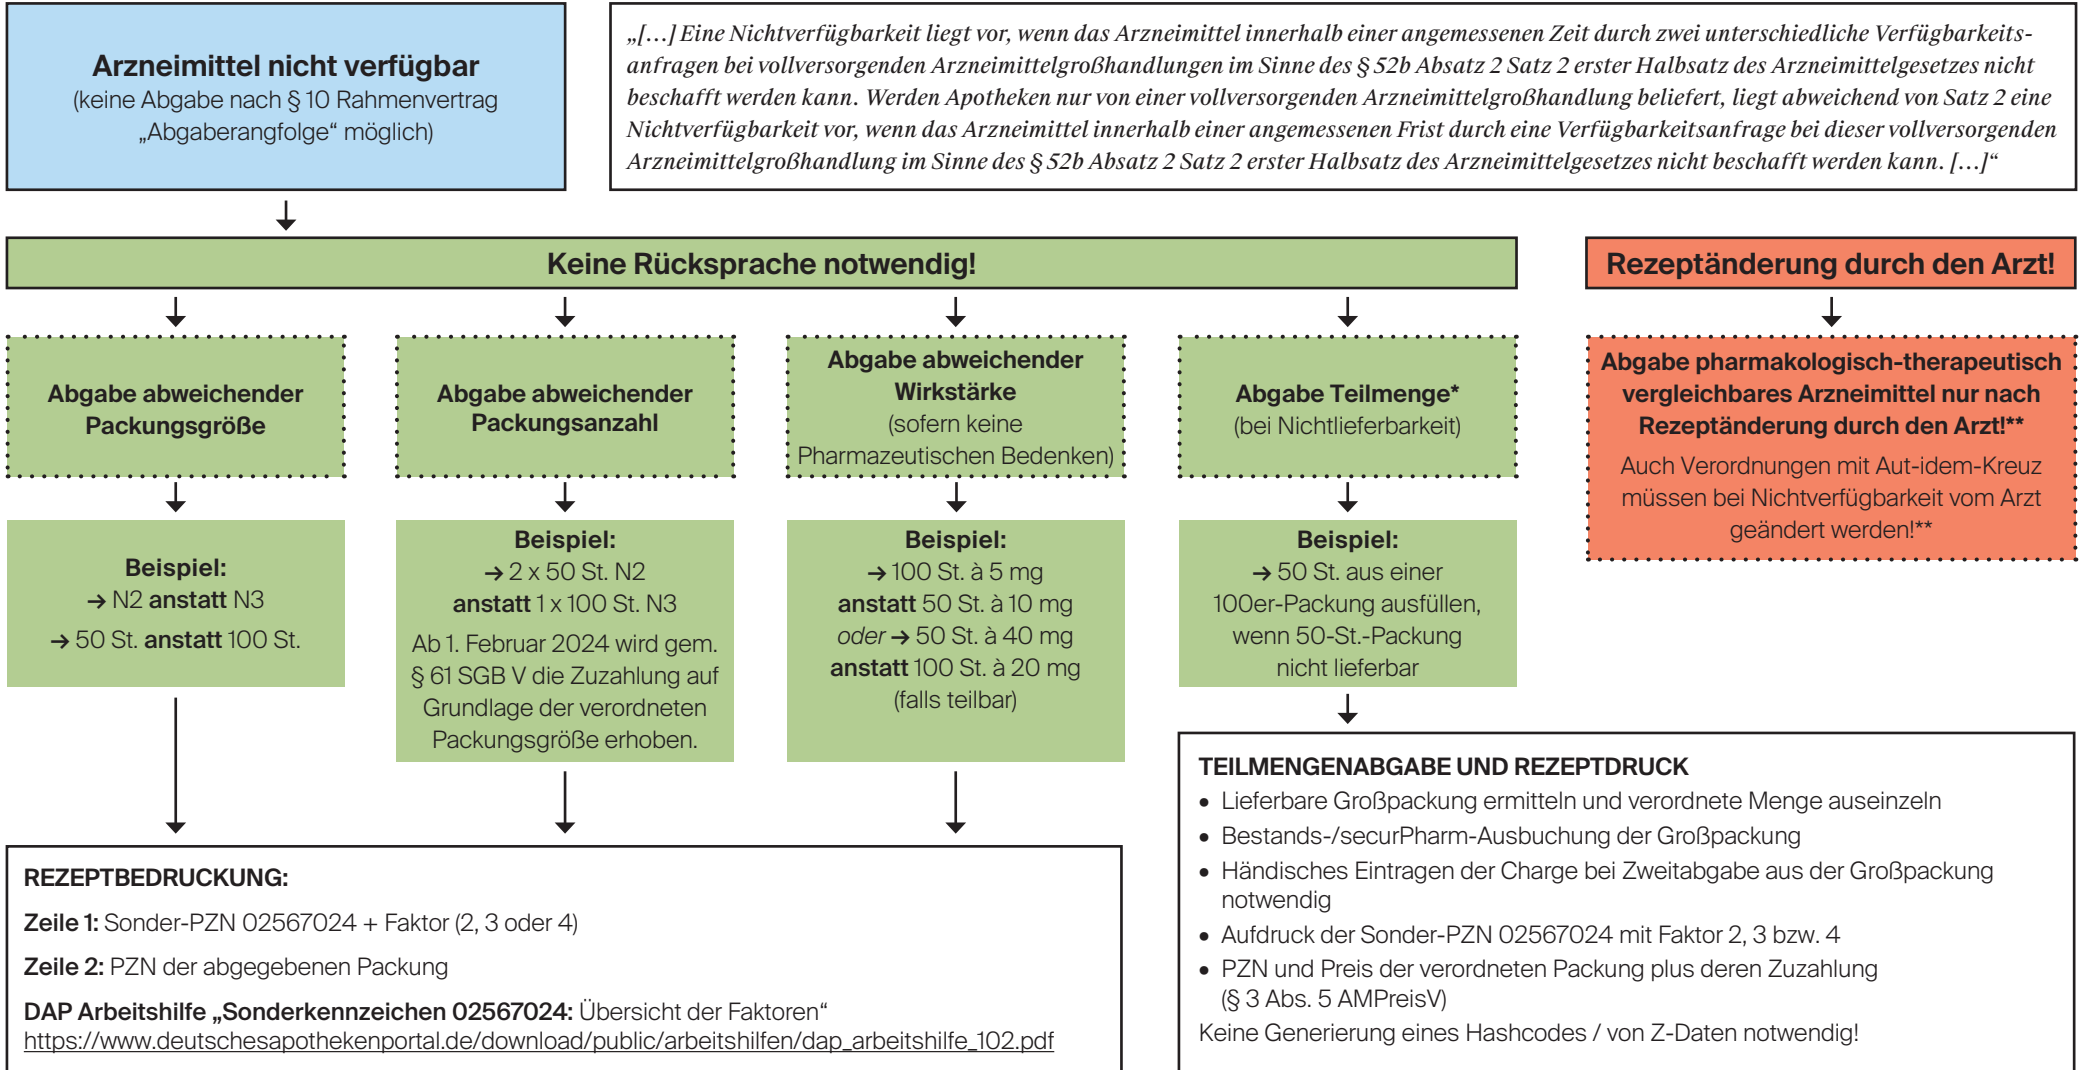 Arzneimittel nicht verfügbar
(keine Abgabe nach § 10 Rahmenvertrag
„Abgaberangfolge“ möglich)
„[…] Eine Nichtverfügbarkeit liegt vor, wenn das Arzneimittel innerhalb einer angemessenen Zeit durch zwei unterschiedliche Verfügbarkeits-
anfragen bei vollversorgenden Arzneimittelgroßhandlungen im Sinne des § 52b Absatz 2 Satz 2 erster Halbsatz des Arzneimittelgesetzes nicht
beschafft werden kann. Werden Apotheken nur von einer vollversorgenden Arzneimittelgroßhandlung beliefert, liegt abweichend von Satz 2 eine
Nichtverfügbarkeit vor, wenn das Arzneimittel innerhalb einer angemessenen Frist durch eine Verfügbarkeitsanfrage bei dieser vollversorgenden
Arzneimittelgroßhandlung im Sinne des § 52b Absatz 2 Satz 2 erster Halbsatz des Arzneimittelgesetzes nicht beschafft werden kann. […]“
Keine Rücksprache notwendig!
Rezeptänderung durch den Arzt!
Abgabe abweichender
Packungsgröße
Abgabe abweichender
Packungsanzahl
Abgabe abweichender
Wirkstärke
(sofern keine
Pharmazeutischen Bedenken)
Abgabe Teilmenge*
(bei Nichtlieferbarkeit)
Abgabe pharmakologisch-therapeutisch
vergleichbares Arzneimittel nur nach
Rezeptänderung durch den Arzt!**
Auch Verordnungen mit Aut-idem-Kreuz
müssen bei Nichtverfügbarkeit vom Arzt
geändert werden!**
Beispiel:
→ N2 anstatt N3
→ 50 St. anstatt 100 St.
Beispiel:
→ 2 x 50 St. N2
anstatt 1 x 100 St. N3
Ab 1. Februar 2024 wird gem.
§ 61 SGB V die Zuzahlung auf
Grundlage der verordneten
Packungsgröße erhoben.
Beispiel:
→ 100 St. à 5 mg
anstatt 50 St. à 10 mg
oder → 50 St. à 40 mg
anstatt 100 St. à 20 mg
(falls teilbar)
Beispiel:
→ 50 St. aus einer
100er-Packung ausfüllen,
wenn 50-St.-Packung
nicht lieferbar
REZEPTBEDRUCKUNG:
Zeile 1: Sonder-PZN 02567024 + Faktor (2, 3 oder 4)
Zeile 2: PZN der abgegebenen Packung
DAP Arbeitshilfe „Sonderkennzeichen 02567024: Übersicht der Faktoren“
https://www.deutschesapothekenportal.de/download/public/arbeitshilfen/dap_arbeitshilfe_102.pdf
TEILMENGENABGABE UND REZEPTDRUCK
• Lieferbare Großpackung ermitteln und verordnete Menge auseinzeln
• Bestands-/securPharm-Ausbuchung der Großpackung
• Händisches Eintragen der Charge bei Zweitabgabe aus der Großpackung
notwendig
• Aufdruck der Sonder-PZN 02567024 mit Faktor 2, 3 bzw. 4
• PZN und Preis der verordneten Packung plus deren Zuzahlung
(§ 3 Abs. 5 AMPreisV)
Keine Generierung eines Hashcodes / von Z-Daten notwendig!